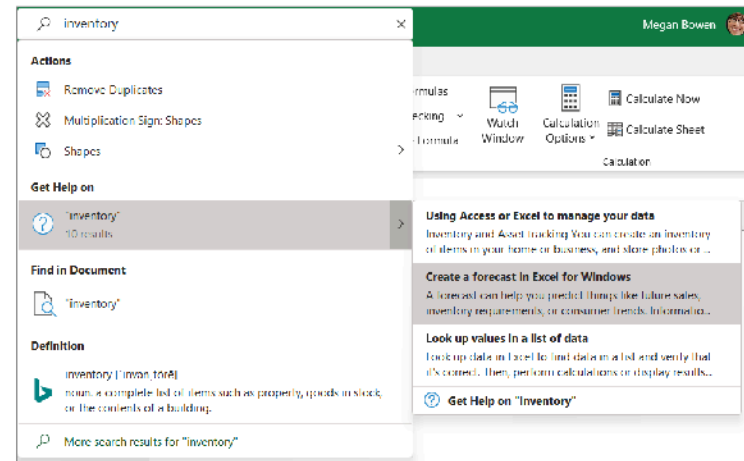 inventory
Megan Bowen
Actions
Remove Duplicates
Multiplication Sign: Shapes
Shapes
Get Help on
"inventory"
10 results
Find in Document
"inventory"
Definition
inventory
noun. a complete list of items such as property, goods in stock,
or the contents of a building.
More search results for "inventory"
rmulas
ecking
Formula
Watch
Window
Calculation
Options
Calculate Now
Calculate Sheet
Calculation
Using Access or Excel to manage your data
Inventory and Asset tracking You can create an inventory
of items in your home or business, and store photos or ...
Create a forecast in Excel for Windows
A forecast can help you predict things like future sales,
inventory requirements, or consumer trends. Informatio...
Look up values in a list of data
Look up data in Excel to find data in a list and verify that
it's correct. Then, perform calculations or display results...
Get Help on "Inventory"